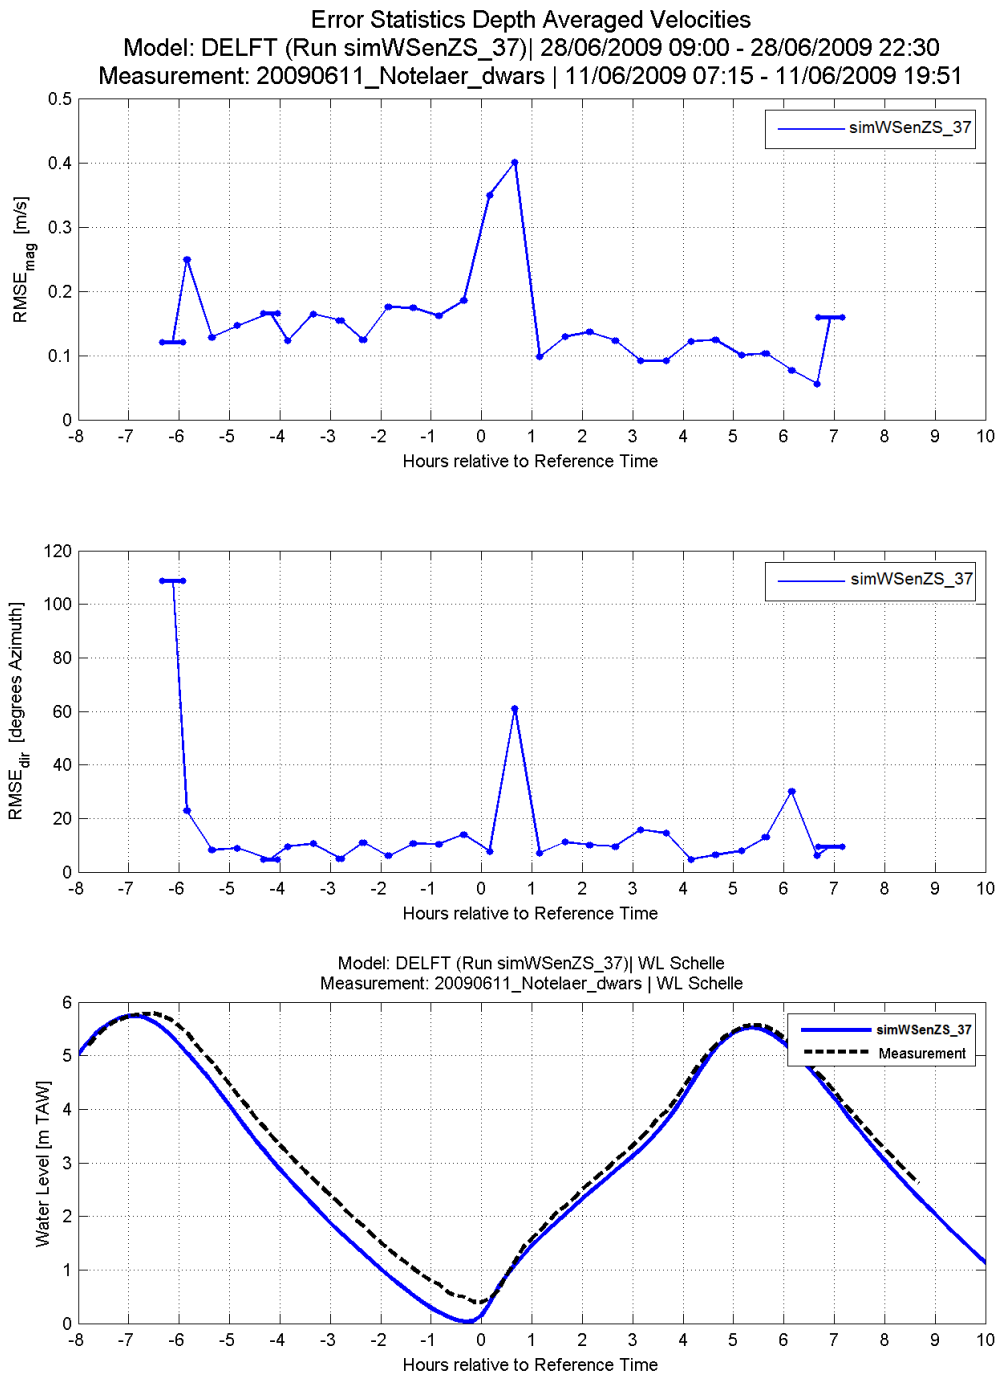 Error Statistics Depth Averaged Velocities
Model: DELFT (Run simWSenZS_37)| 28/06/2009 09:00 - 28/06/2009 22:30
Measurement: 20090611_Notelaer_dwars | 11/06/2009 07:15 - 11/06/2009 19:51
RMSEmag [m/s]
0.5
0.4
0.3
0.2
0.1
0
simWSenZS_37
-8 -7 -6 -5 -4 -3 -2 -1 0 1 2 3 4 5 6 7 8 9 10
Hours relative to Reference Time
RMSEdir [degrees Azimuth]
120
100
80
60
40
20
0
simWSenZS_37
-8 -7 -6 -5 -4 -3 -2 -1 0 1 2 3 4 5 6 7 8 9 10
Hours relative to Reference Time
Model: DELFT (Run simWSenZS_37)| WL Schelle
Measurement: 20090611_Notelaer_dwars | WL Schelle
Water Level [m TAW]
6
5
4
3
2
1
0
simWSenZS_37
Measurement
-8 -7 -6 -5 -4 -3 -2 -1 0 1 2 3 4 5 6 7 8 9 10
Hours relative to Reference Time